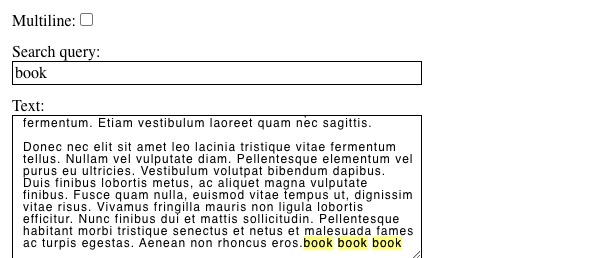 Multiline:
Search query:
book
Text:
fermentum. Etiam vestibulum laoreet quam nec sagittis.
Donec nec elit sit amet leo lacinia tristique vitae fermentum
tellus. Nullam vel vulputate diam. Pellentesque elementum vel
purus eu ultricies. Vestibulum volutpat bibendum dapibus.
Duis finibus lobortis metus, ac aliquet magna vulputate
finibus. Fusce quam nulla, euismod vitae tempus ut, dignissim
vitae risus. Vivamus fringilla mauris non ligula lobortis
efficitur. Nunc finibus dui et mattis sollicitudin. Pellentesque
habitant morbi tristique senectus et netus et malesuada fames
ac turpis egestas. Aenean non rhoncus eros.book book book